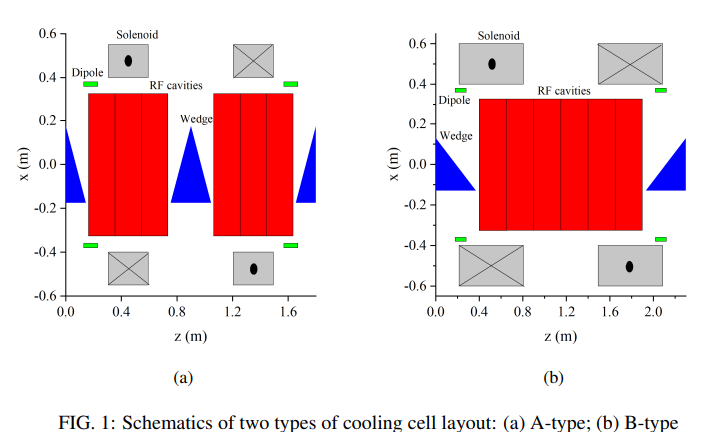 0.6
0.4
0.2
0.0
-0.2
-0.4
-0.6
x (m)
Solenoid
Dipole
RF cavities
Wedge
0.0 0.4 0.8 1.2 1.6
z (m)
(a)
0.6
0.4
0.2
0.0
-0.2
-0.4
-0.6
x (m)
Solenoid
RF cavities
Dipole
Wedge
0.0 0.4 0.8 1.2 1.6 2.0
z (m)
(b)
FIG. 1: Schematics of two types of cooling cell layout: (a) A-type; (b) B-type